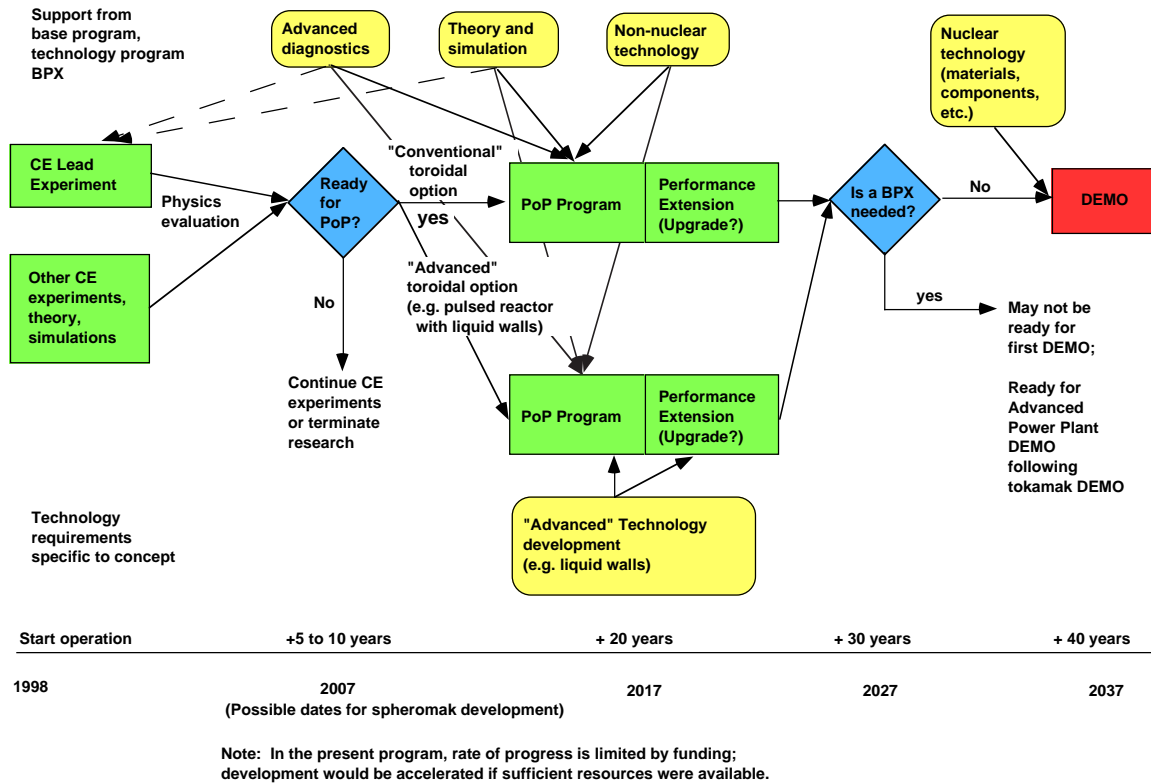 Support from
base program,
technology program
BPX
Advanced
diagnostics
Theory and
simulation
Non-nuclear
technology
Nuclear
technology
(materials,
components,
etc.)
CE Lead
Experiment
Physics
evaluation
Other CE
experiments,
theory,
simulations
Ready
for
PoP?
"Conventional"
toroidal
option
yes
"Advanced"
toroidal option
(e.g. pulsed reactor
with liquid walls)
No
Continue CE
experiments
or terminate
research
PoP Program
Performance
Extension
(Upgrade?)
PoP Program
Performance
Extension
(Upgrade?)
"Advanced" Technology
development
(e.g. liquid walls)
Is a BPX
needed?
No
DEMO
yes
May not be
ready for
first DEMO;
Ready for
Advanced
Power Plant
DEMO
following
tokamak DEMO
Technology
requirements
specific to concept
Start operation
+5 to 10 years
+ 20 years
+ 30 years
+ 40 years
1998
2007
2017
2027
2037
(Possible dates for spheromak development)
Note: In the present program, rate of progress is limited by funding;
development would be accelerated if sufficient resources were available.